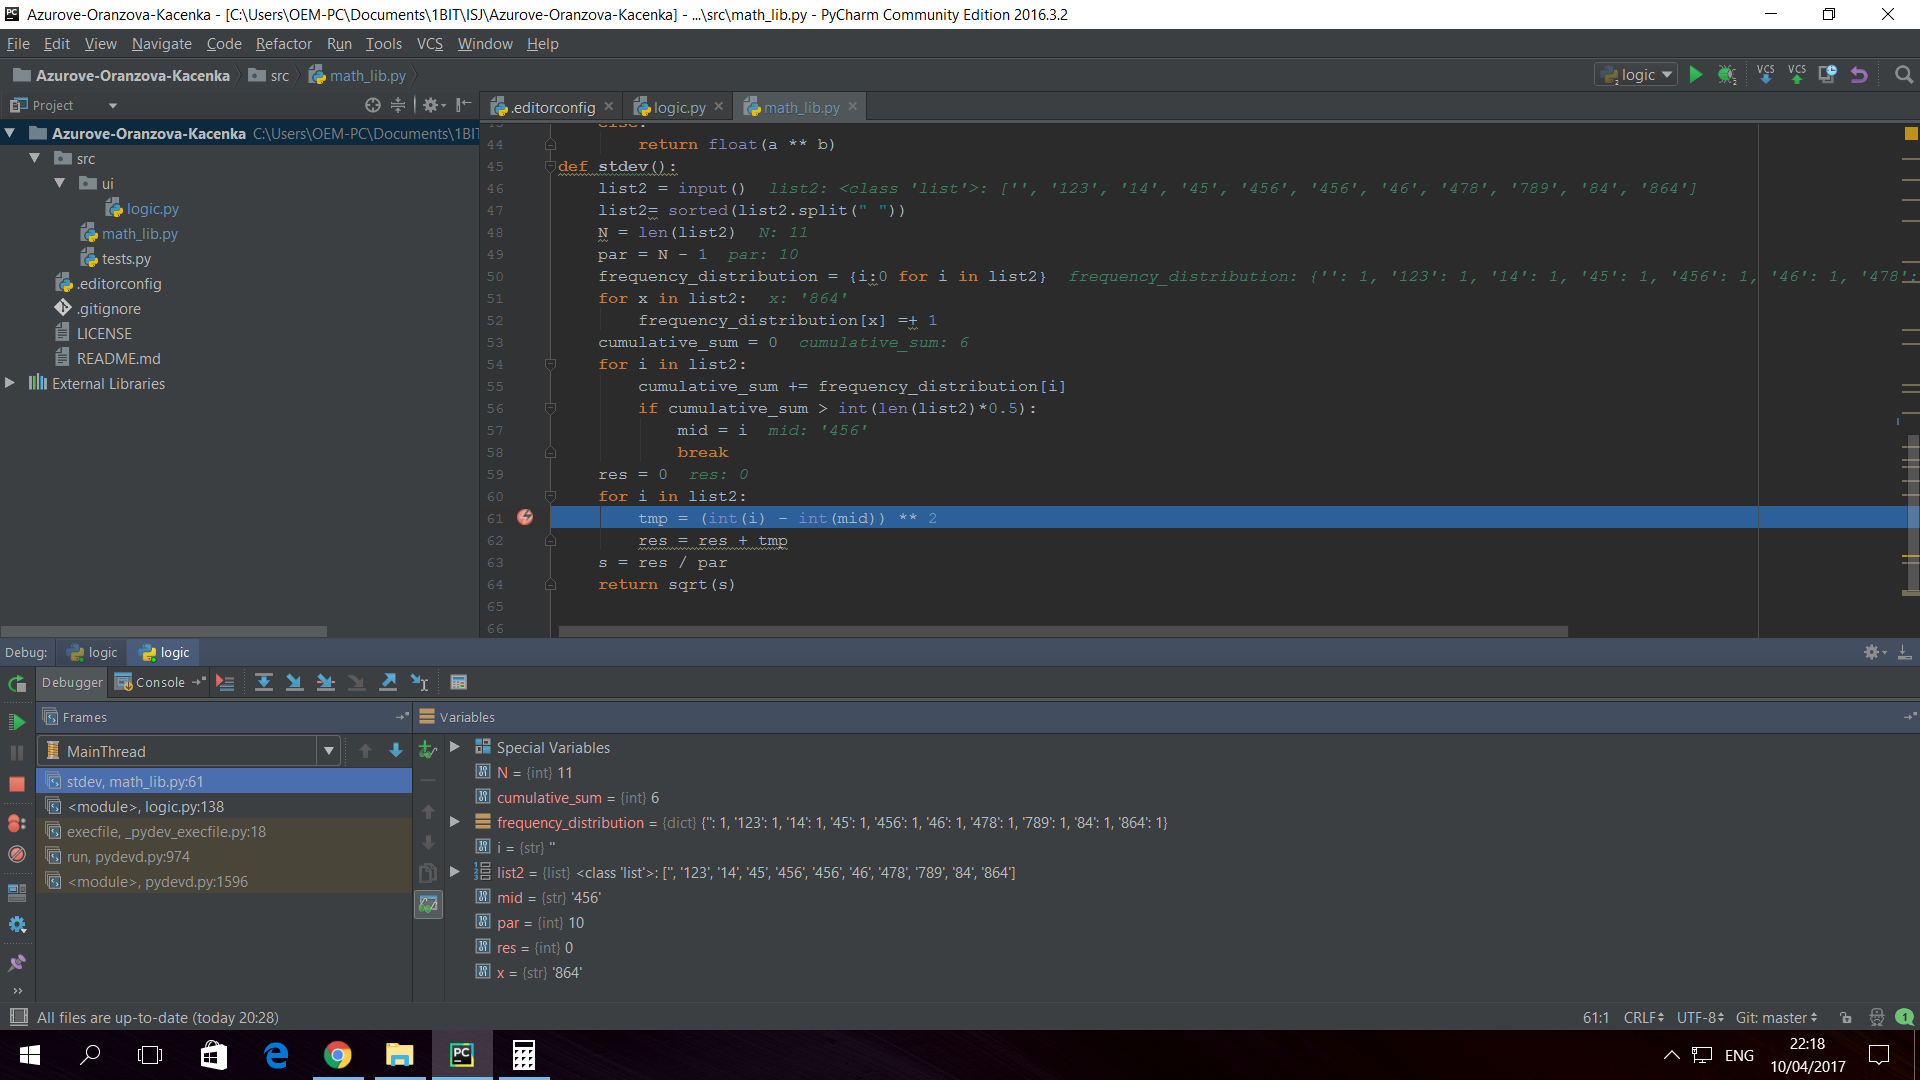 Azurove-Oranzova-Kacenka - [C:\Users\OEM-PC\Documents\1BIT\ISJ\Azurove-Oranzova-Kacenka] - ...\src\math_lib.py - PyCharm Community Edition 2016.3.2
File Edit View Navigate Code Refactor Run Tools VCS Window Help
Azurove-Oranzova-Kacenka src math_lib.py logic VCS VCS
Project .editorconfig logic.py math_lib.py
Azurove-Oranzova-Kacenka C:\Users\OEM-PC\Documents\1BIT
src
ui
logic.py
math_lib.py
tests.py
.editorconfig
.gitignore
LICENSE
README.md
External Libraries
else:
44 return float(a ** b)
45 def stdev():
46 list2 = input() list2: <class 'list'>: ['', '123', '14', '45', '456', '456', '46', '478', '789', '84', '864']
47 list2= sorted(list2.split(" "))
48 N = len(list2) N: 11
49 par = N - 1 par: 10
50 frequency_distribution = {i:0 for i in list2} frequency_distribution: {'': 1, '123': 1, '14': 1, '45': 1, '456': 1, '46': 1, '478':
51 for x in list2: x: '864'
52 frequency_distribution[x] =+ 1
53 cumulative_sum = 0 cumulative_sum: 6
54 for i in list2:
55 cumulative_sum += frequency_distribution[i]
56 if cumulative_sum > int(len(list2)*0.5):
57 mid = i mid: '456'
58 break
59 res = 0 res: 0
60 for i in list2:
61 tmp = (int(i) - int(mid)) ** 2
62 res = res + tmp
63 s = res / par
64 return sqrt(s)
65
66
Debug: logic logic
Debugger Console
Frames
MainThread
stdev, math_lib.py:61
<module>, logic.py:138
execfile, _pydev_execfile.py:18
run, pydevd.py:974
<module>, pydevd.py:1596
Variables
Special Variables
N = {int} 11
cumulative_sum = {int} 6
frequency_distribution = {dict} {'': 1, '123': 1, '14': 1, '45': 1, '456': 1, '46': 1, '478': 1, '789': 1, '84': 1, '864': 1}
i = {str} ''
list2 = {list} <class 'list'>: ['', '123', '14', '45', '456', '456', '46', '478', '789', '84', '864']
mid = {str} '456'
par = {int} 10
res = {int} 0
x = {str} '864'
All files are up-to-date (today 20:28) 61:1 CRLF UTF-8 Git: master 1
PC ENG 22:18
10/04/2017